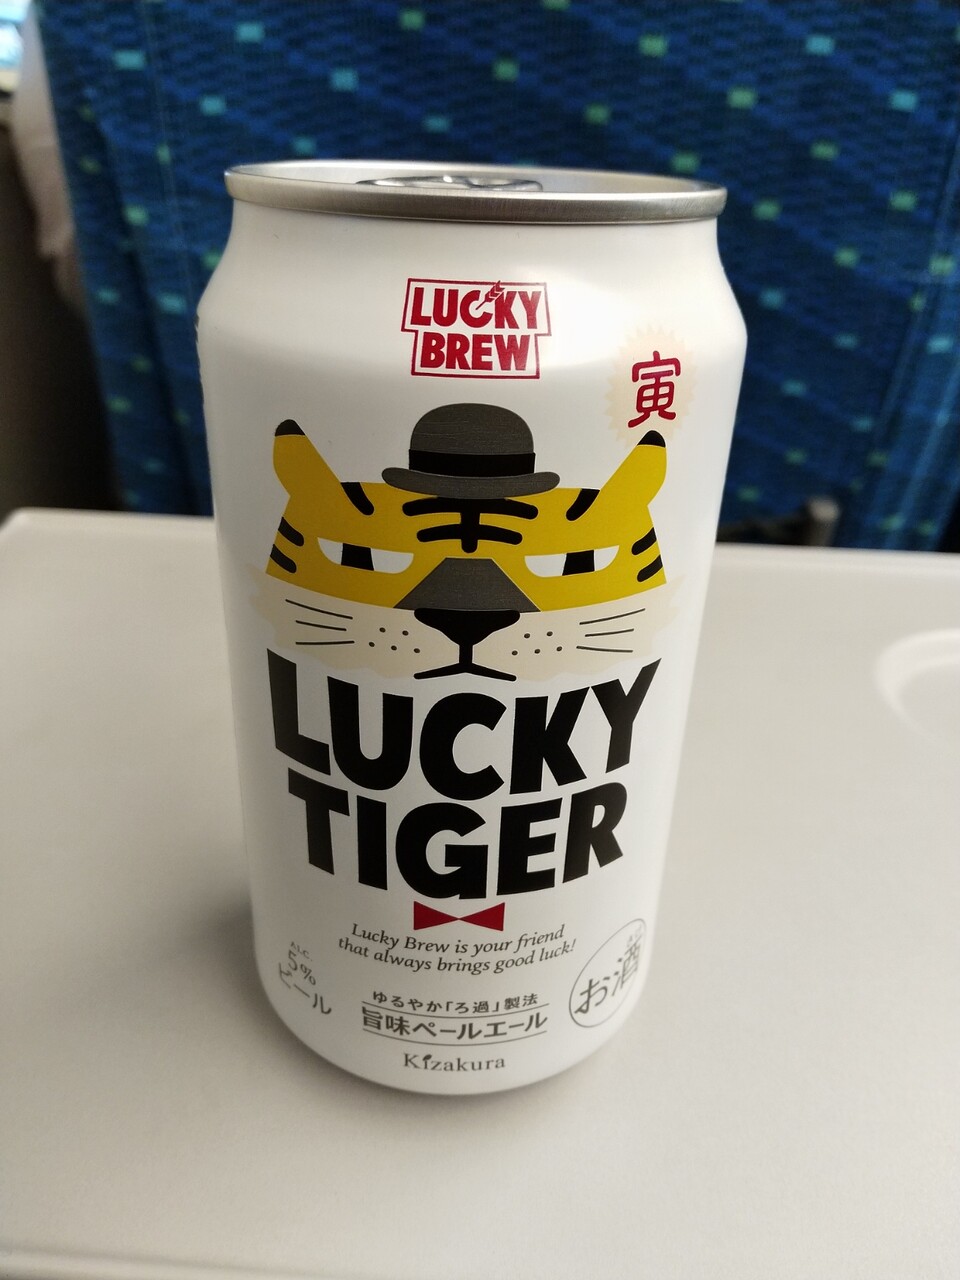 LUCKY
BREW
寅
LUCKY
TIGER
Lucky Brew is your friend
that always brings good luck!
ALC.
5%
ビール
お酒
ゆるやか「ろ過」製法
旨味ペールエール
Kizakura